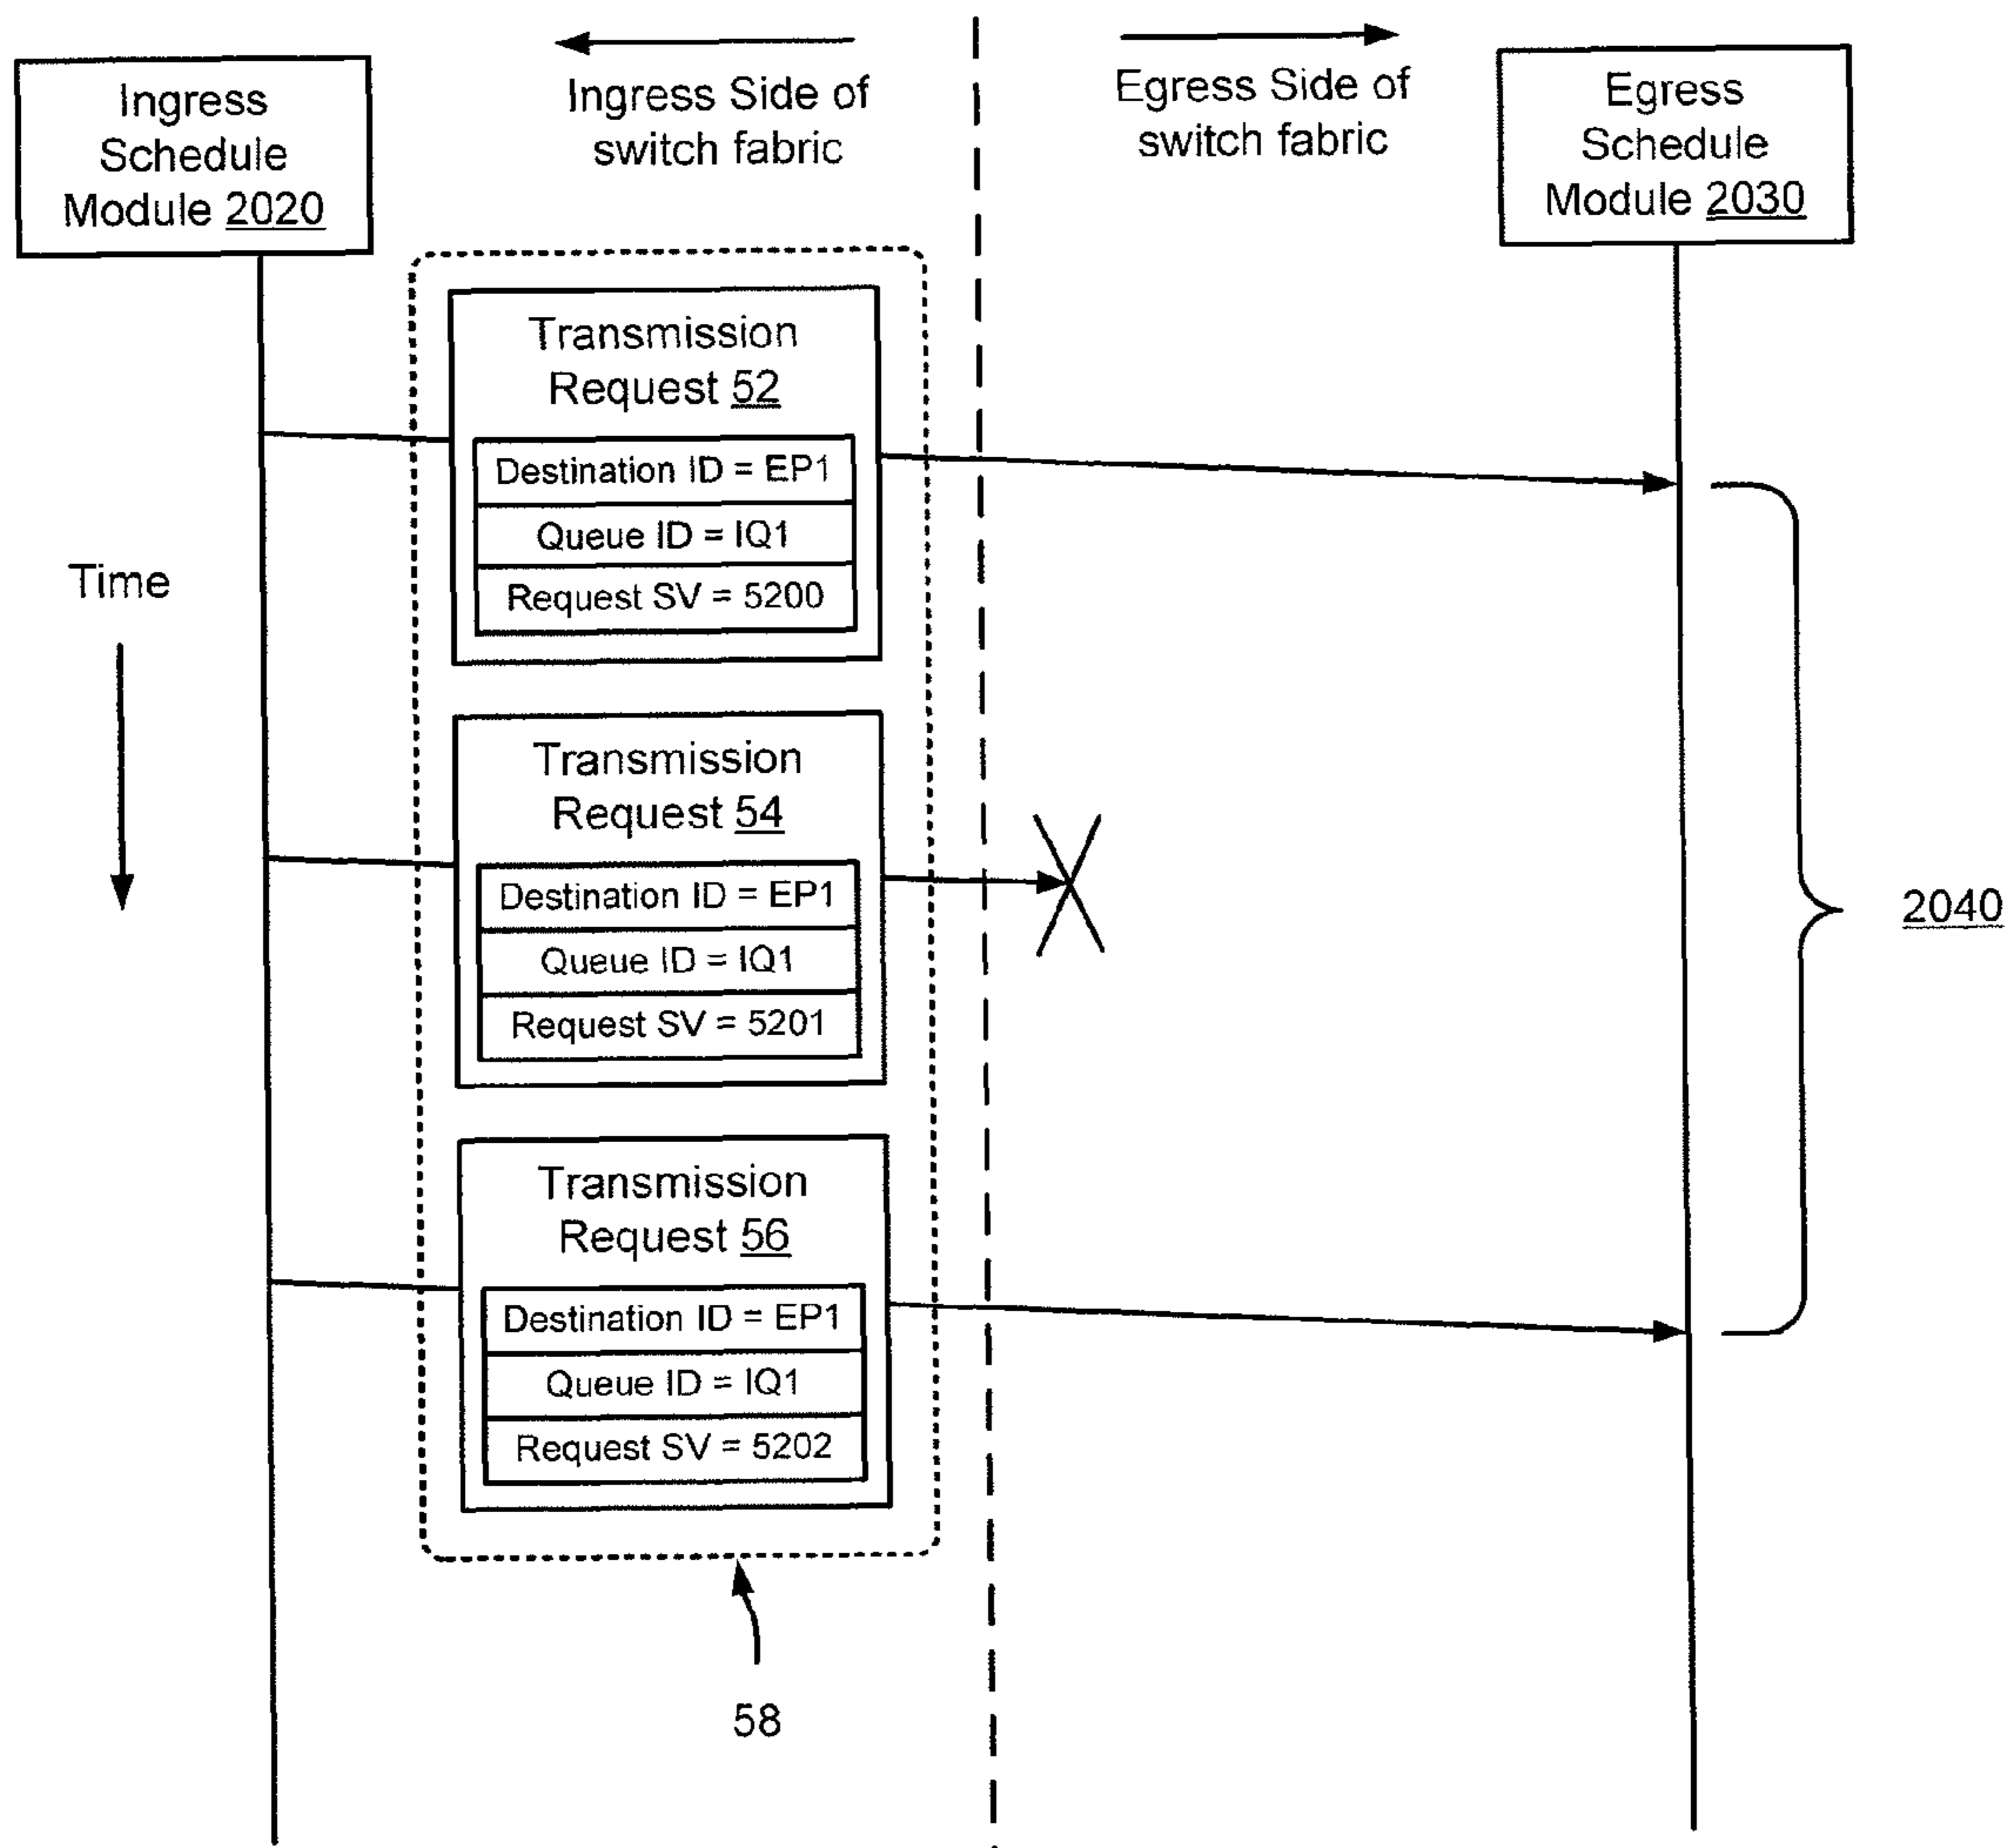 Ingress
Schedule
Module 2020
Ingress Side of
switch fabric
Egress Side of
switch fabric
Egress
Schedule
Module 2030
Time
Transmission
Request 52
Destination ID = EP1
Queue ID = IQ1
Request SV = 5200
Transmission
Request 54
Destination ID = EP1
Queue ID = IQ1
Request SV = 5201
Transmission
Request 56
Destination ID = EP1
Queue ID = IQ1
Request SV = 5202
2040
58